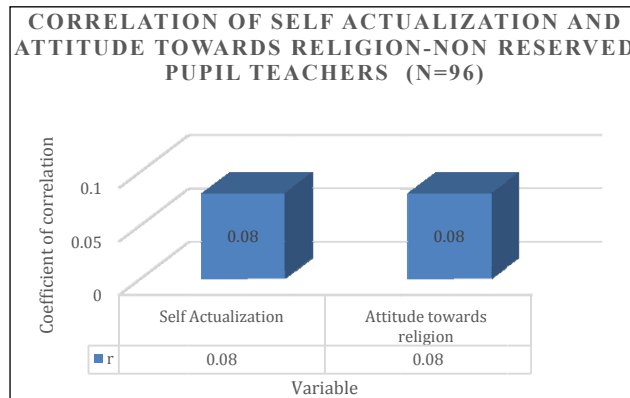 CORRELATION OF SELF ACTUALIZATION AND
ATTITUDE TOWARDS RELIGION-NON RESERVED
PUPIL TEACHERS (N=96)
Coefficient of correlation
0.1
0.05
0
0.08
0.08
Self Actualization
Attitude towards
religion
r
0.08
0.08
Variable